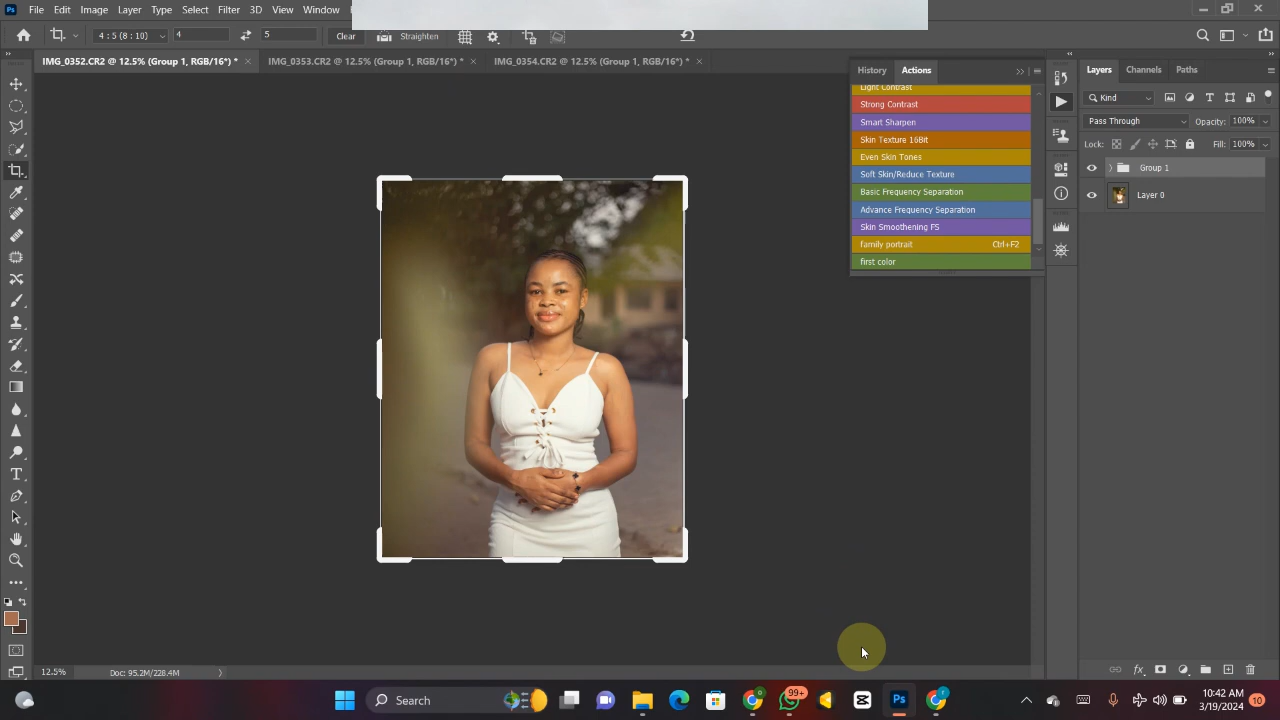 Ps File Edit Image Layer Type Select Filter 3D View Window
4 : 5 (8 : 10) 4 5 Clear Straighten
IMG_0352.CR2 @ 12.5% (Group 1, RGB/16*) * × IMG_0353.CR2 @ 12.5% (Group 1, RGB/16*) * × IMG_0354.CR2 @ 12.5% (Group 1, RGB/16*) * ×
History Actions
Light Contrast
Strong Contrast
Smart Sharpen
Skin Texture 16Bit
Even Skin Tones
Soft Skin/Reduce Texture
Basic Frequency Separation
Advance Frequency Separation
Skin Smoothening FS
family portrait Ctrl+F2
first color
Layers Channels Paths
Kind
Pass Through Opacity: 100%
Lock: Fill: 100%
Group 1
Layer 0
12.5% Doc: 95.2M/228.4M
Search
99+
Ps
10:42 AM
3/19/2024
10